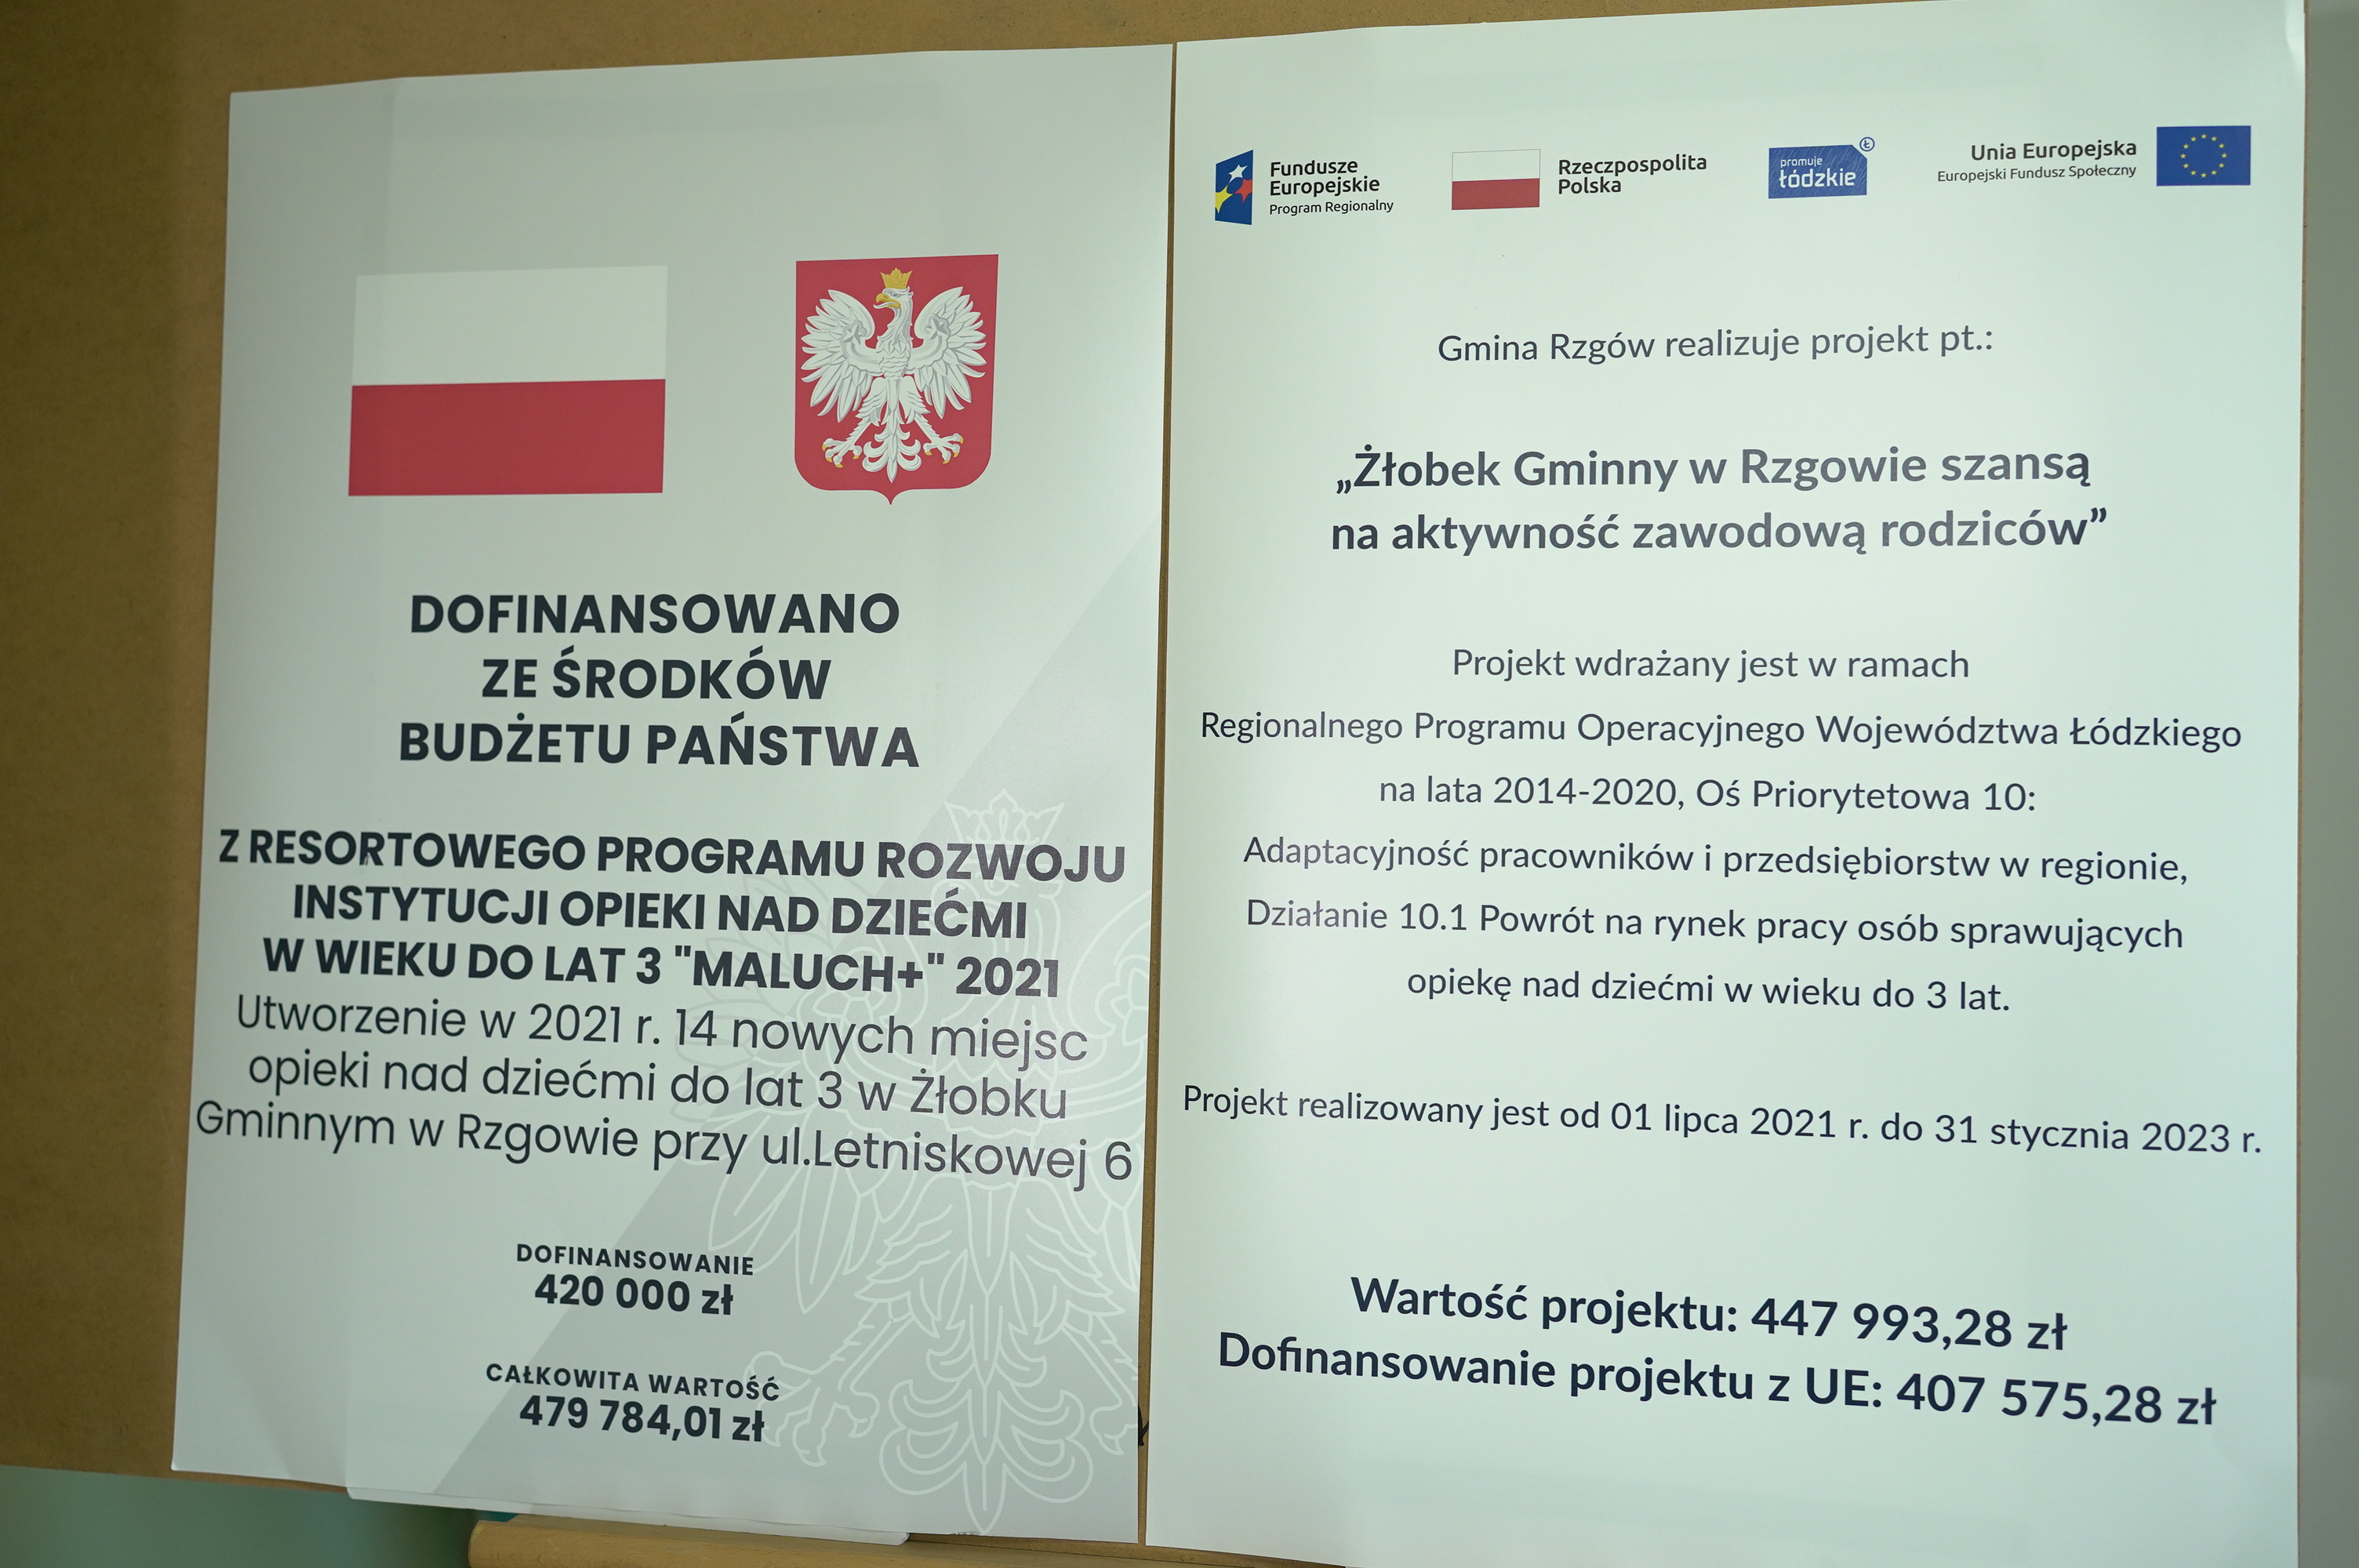 DOFINANSOWANO
ZE ŚRODKÓW
BUDŻETU PAŃSTWA
Z RESORTOWEGO PROGRAMU ROZWOJU
INSTYTUCJI OPIEKI NAD DZIEĆMI
W WIEKU DO LAT 3 "MALUCH+" 2021
Utworzenie w 2021 r. 14 nowych miejsc
opieki nad dziećmi do lat 3 w Żłobku
Gminnym w Rzgowie przy ul.Letniskowej 6
DOFINANSOWANIE
420 000 zł
CAŁKOWITA WARTOŚĆ
479 784,01 zł
Fundusze
Europejskie
Program Regionalny
Rzeczpospolita
Polska
promuje
łódzkie
Ł
Unia Europejska
Europejski Fundusz Społeczny
Gmina Rzgów realizuje projekt pt.:
„Żłobek Gminny w Rzgowie szansą
na aktywność zawodową rodziców”
Projekt wdrażany jest w ramach
Regionalnego Programu Operacyjnego Województwa Łódzkiego
na lata 2014-2020, Oś Priorytetowa 10:
Adaptacyjność pracowników i przedsiębiorstw w regionie,
Działanie 10.1 Powrót na rynek pracy osób sprawujących
opiekę nad dziećmi w wieku do 3 lat.
Projekt realizowany jest od 01 lipca 2021 r. do 31 stycznia 2023 r.
Wartość projektu: 447 993,28 zł
Dofinansowanie projektu z UE: 407 575,28 zł